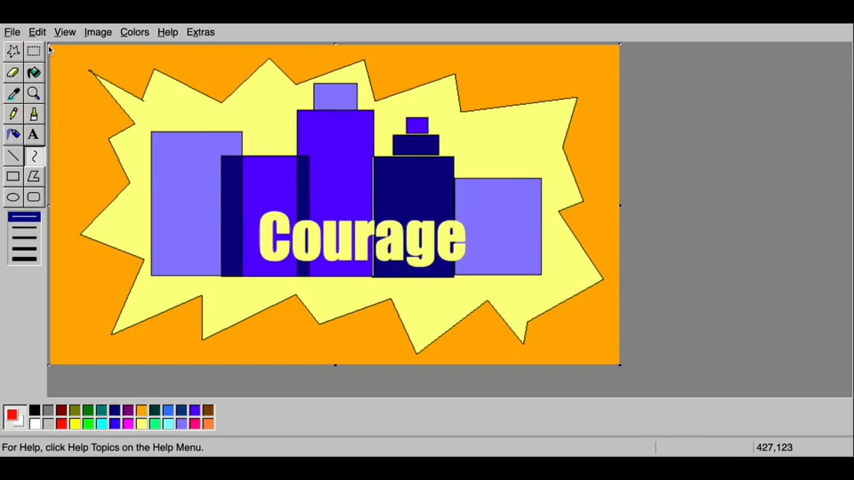 File Edit View Image Colors Help Extras
A
Courage
For Help, click Help Topics on the Help Menu.
427,123